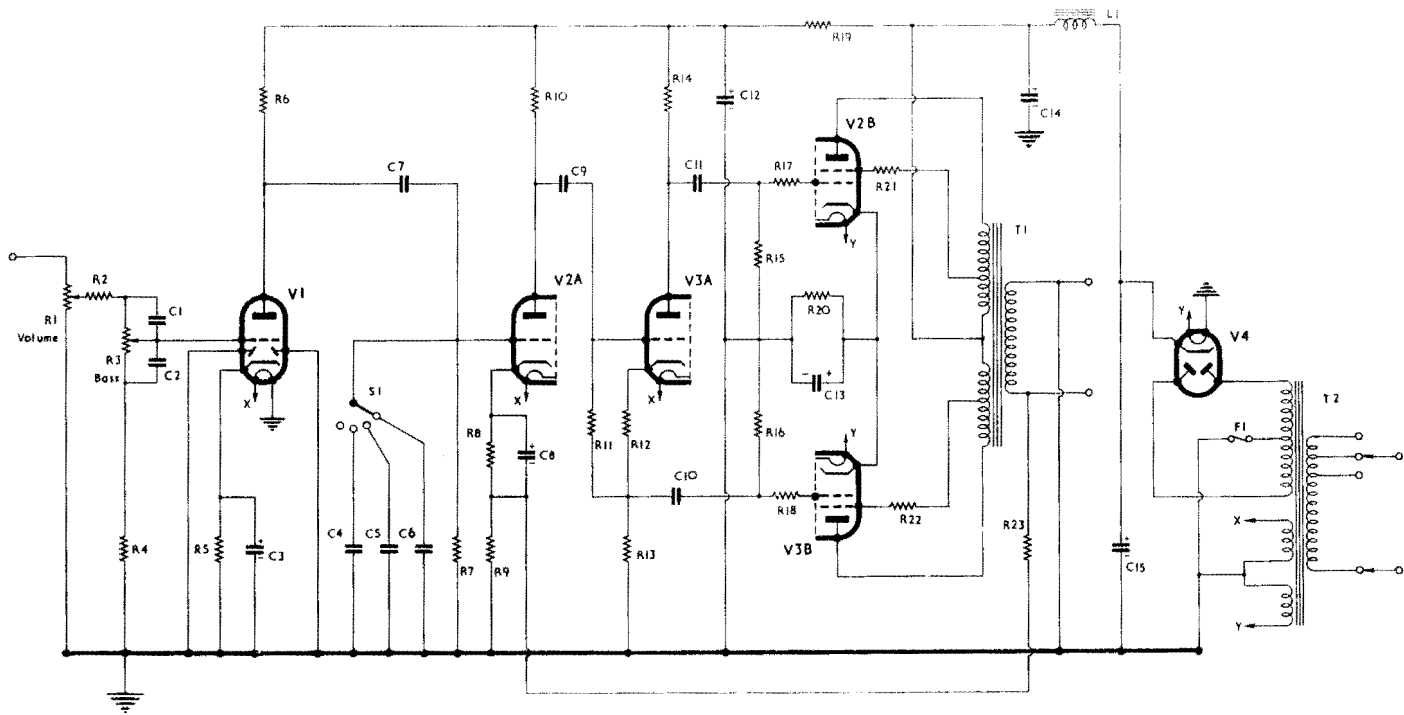 L1
R19
R6
R10
R14
C12
C14
V2B
C7
C9
C11
R17
R21
Y
T1
R2
V1
V2A
V3A
R15
R1
Volume
C1
R20
Y
V4
R3
Bass
C2
C13
X
S1
X
X
T2
R8
C8
R11
R12
R16
Y
F1
C10
R18
R22
R23
X
R4
R5
C3
C4
C5
C6
R7
R9
R13
V3B
C15
Y